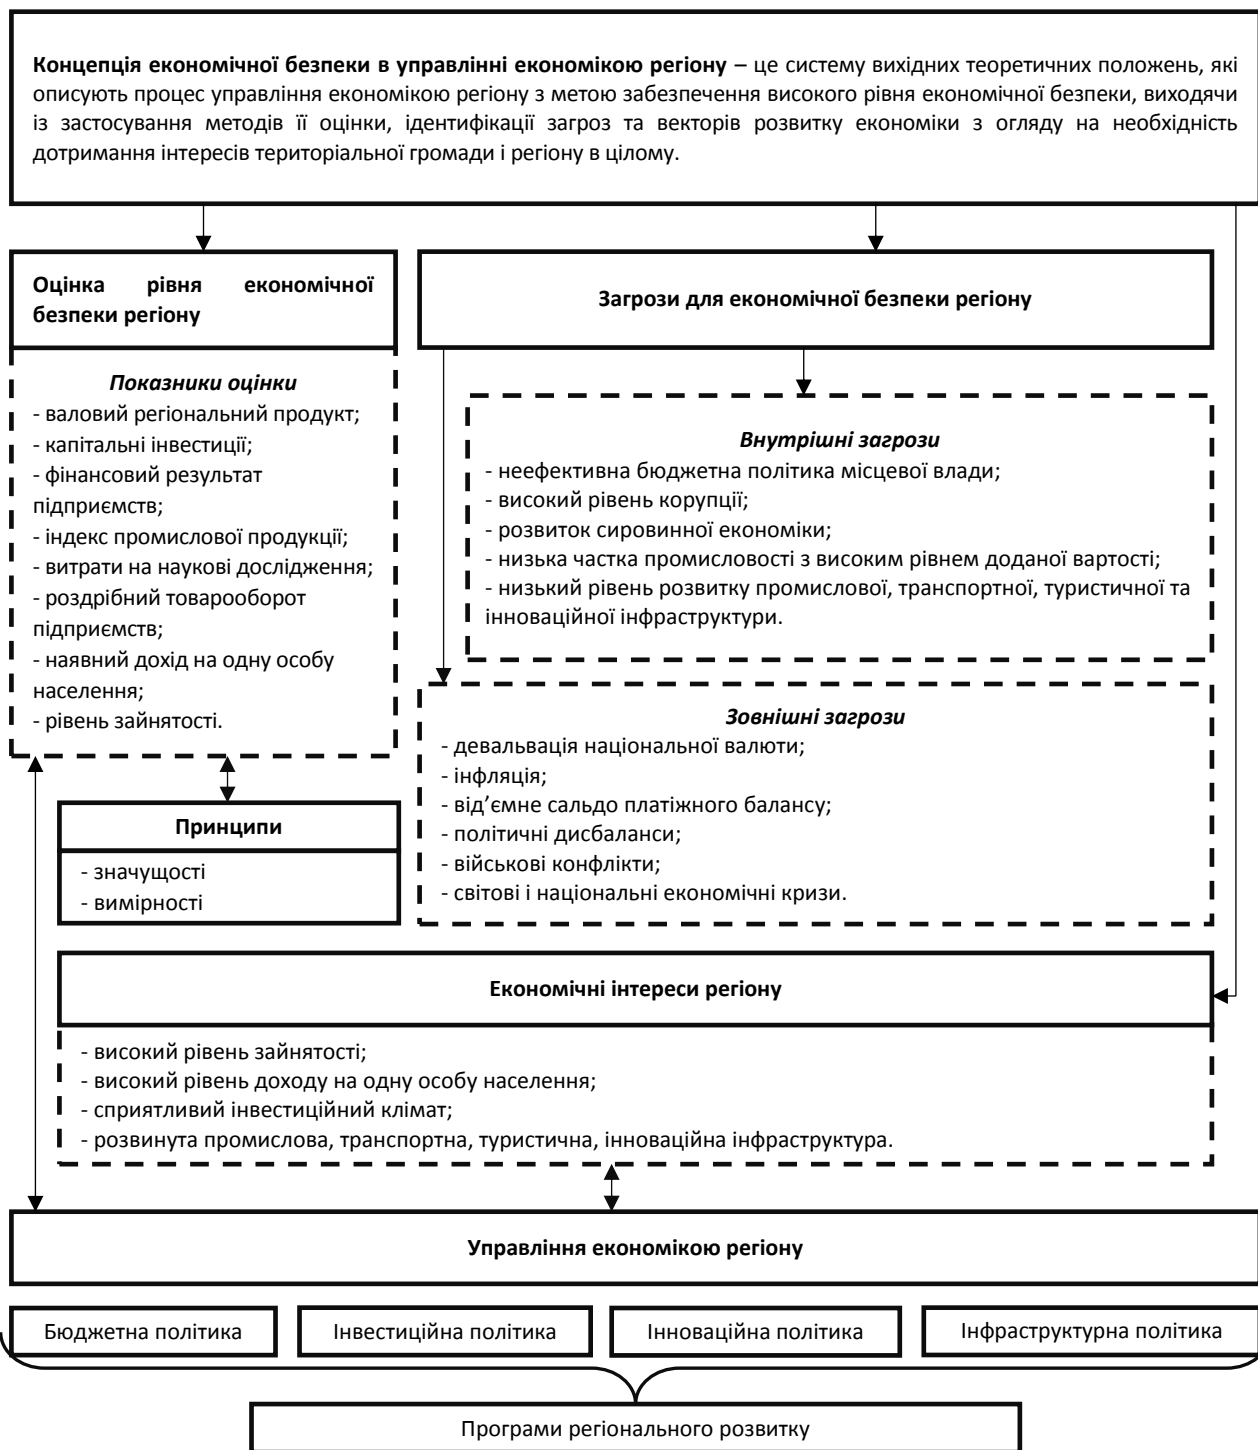 Концепція економічної безпеки в управлінні економікою регіону – це систему вихідних теоретичних положень, які
описують процес управління економікою регіону з метою забезпечення високого рівня економічної безпеки, виходячи
із застосування методів її оцінки, ідентифікації загроз та векторів розвитку економіки з огляду на необхідність
дотримання інтересів територіальної громади і регіону в цілому.
Оцінка рівня економічної
безпеки регіону
Показники оцінки
- валовий регіональний продукт;
- капітальні інвестиції;
- фінансовий результат
підприємств;
- індекс промислової продукції;
- витрати на наукові дослідження;
- роздрібний товарооборот
підприємств;
- наявний дохід на одну особу
населення;
- рівень зайнятості.
Принципи
- значущості
- вимірності
Загрози для економічної безпеки регіону
Внутрішні загрози
- неефективна бюджетна політика місцевої влади;
- високий рівень корупції;
- розвиток сировинної економіки;
- низька частка промисловості з високим рівнем доданої вартості;
- низький рівень розвитку промислової, транспортної, туристичної та
інноваційної інфраструктури.
Зовнішні загрози
- девальвація національної валюти;
- інфляція;
- від’ємне сальдо платіжного балансу;
- політичні дисбаланси;
- військові конфлікти;
- світові і національні економічні кризи.
Економічні інтереси регіону
- високий рівень зайнятості;
- високий рівень доходу на одну особу населення;
- сприятливий інвестиційний клімат;
- розвинута промислова, транспортна, туристична, інноваційна інфраструктура.
Управління економікою регіону
Бюджетна політика
Інвестиційна політика
Інноваційна політика
Інфраструктурна політика
Програми регіонального розвитку